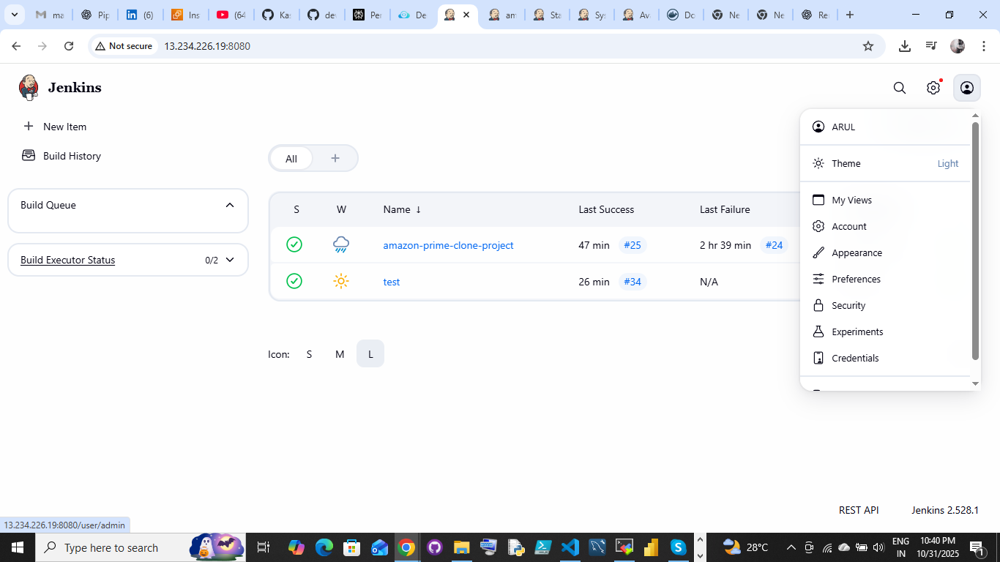 ma
Pip
(6)
Ins
(64
Ka
de
Per
De
am
Sta
Sys
Ava
Do
Ne
Ne
Re
Not secure
13.234.226.19:8080
Jenkins
New Item
Build History
Build Queue
Build Executor Status 0/2
All
S W Name ↓ Last Success Last Failure
amazon-prime-clone-project 47 min #25 2 hr 39 min #24
test 26 min #34 N/A
Icon: S M L
ARUL
Theme Light
My Views
Account
Appearance
Preferences
Security
Experiments
Credentials
REST API Jenkins 2.528.1
13.234.226.19:8080/user/admin
Type here to search
28°C
ENG
IN
10:40 PM
10/31/2025
1